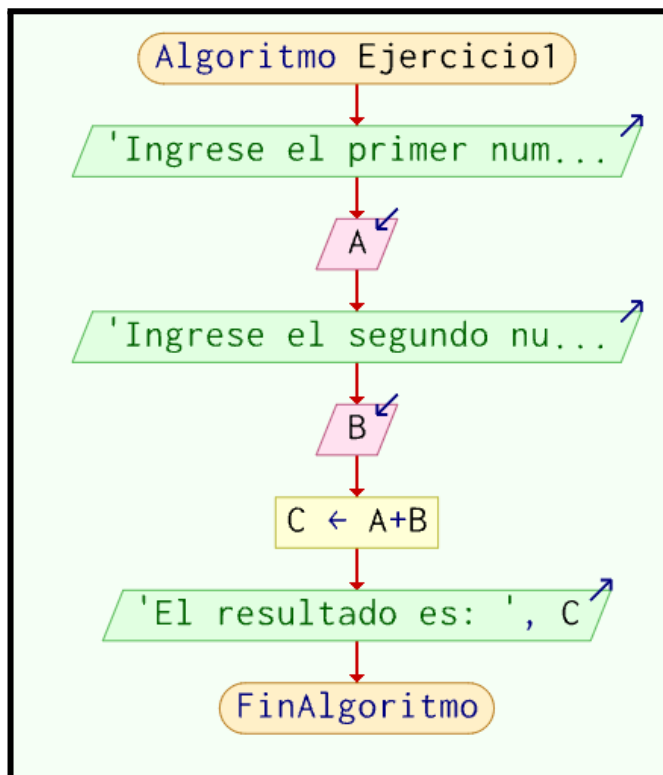 Algoritmo Ejercicio1
'Ingrese el primer num...
A
'Ingrese el segundo nu...
B
C ← A+B
'El resultado es: ', C
FinAlgoritmo